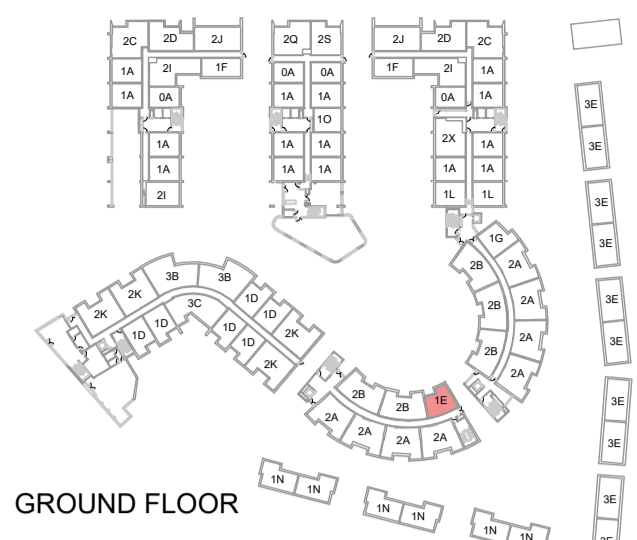 2C 2D 2J 2Q 2S 2J 2D 2C
1A 2I 1F 0A 0A 1F 2I 1A
1A 0A 1A 1A 0A 1A
1O
1A 1A 1A 2X 1A
1A 1A 1A 1A 1A
2I 1L 1L
3E
3E
3E
3E
3E
3E
3E
3E
3E
3E
1G
2B 2A
2B 2A
2B 2A
2A
3B 3B
2K 2K 3C 1D 1D 2K
1D 1D 1D 1D 2K
2B 2B 1E
2A 2A 2A 2A
1N 1N
1N 1N
1N 1N
GROUND FLOOR